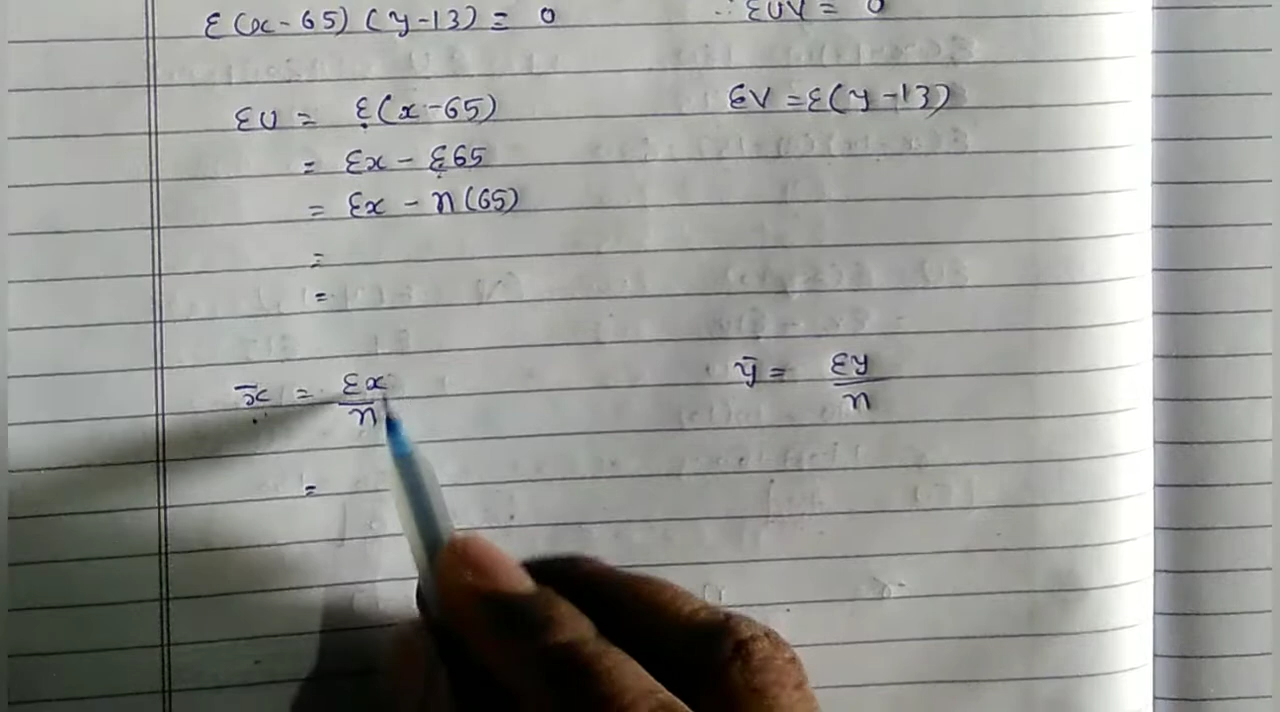 Σ(x-65) (y-13) = 0
∴ ΣUV = 0
ΣU = Σ(x-65)
= Σx - Σ65
= Σx - n(65)
=
=
ΣV = Σ(y-13)
x̄ = Σx/n
=
ȳ = Σy/n